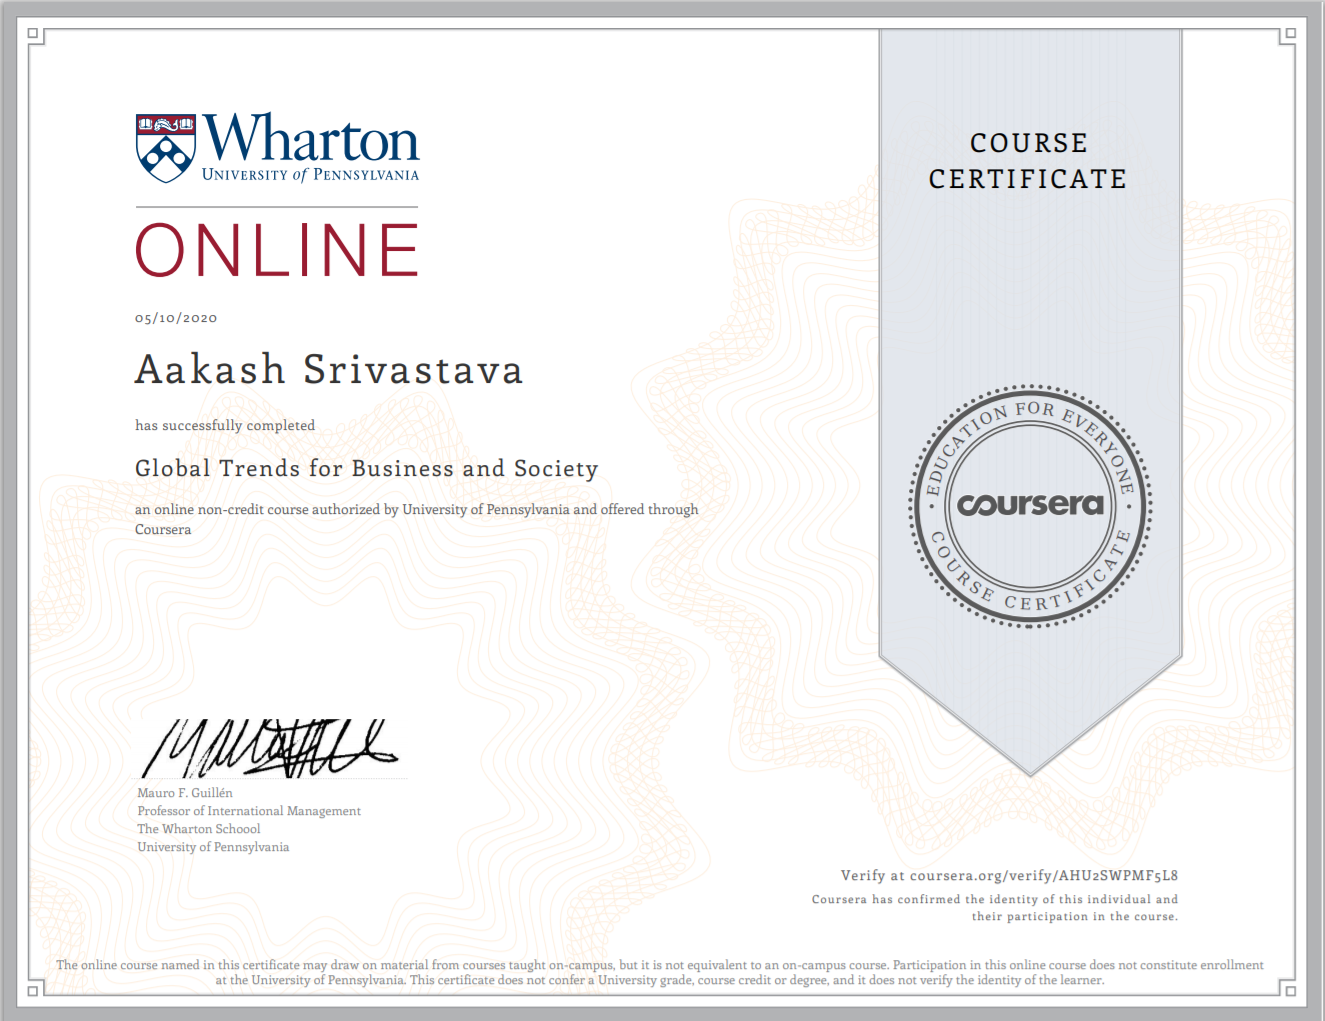 Wharton
UNIVERSITY of PENNSYLVANIA
ONLINE
05/10/2020
Aakash Srivastava
has successfully completed
Global Trends for Business and Society
an online non-credit course authorized by University of Pennsylvania and offered through
Coursera
Mauro F. Guillén
Professor of International Management
The Wharton Schoool
University of Pennsylvania
COURSE
CERTIFICATE
EDUCATION FOR EVERYONE
coursera
COURSE CERTIFICATE
Verify at coursera.org/verify/AHU2SWPMF5L8
Coursera has confirmed the identity of this individual and
their participation in the course.
The online course named in this certificate may draw on material from courses taught on-campus, but it is not equivalent to an on-campus course. Participation in this online course does not constitute enrollment
at the University of Pennsylvania. This certificate does not confer a University grade, course credit or degree, and it does not verify the identity of the learner.